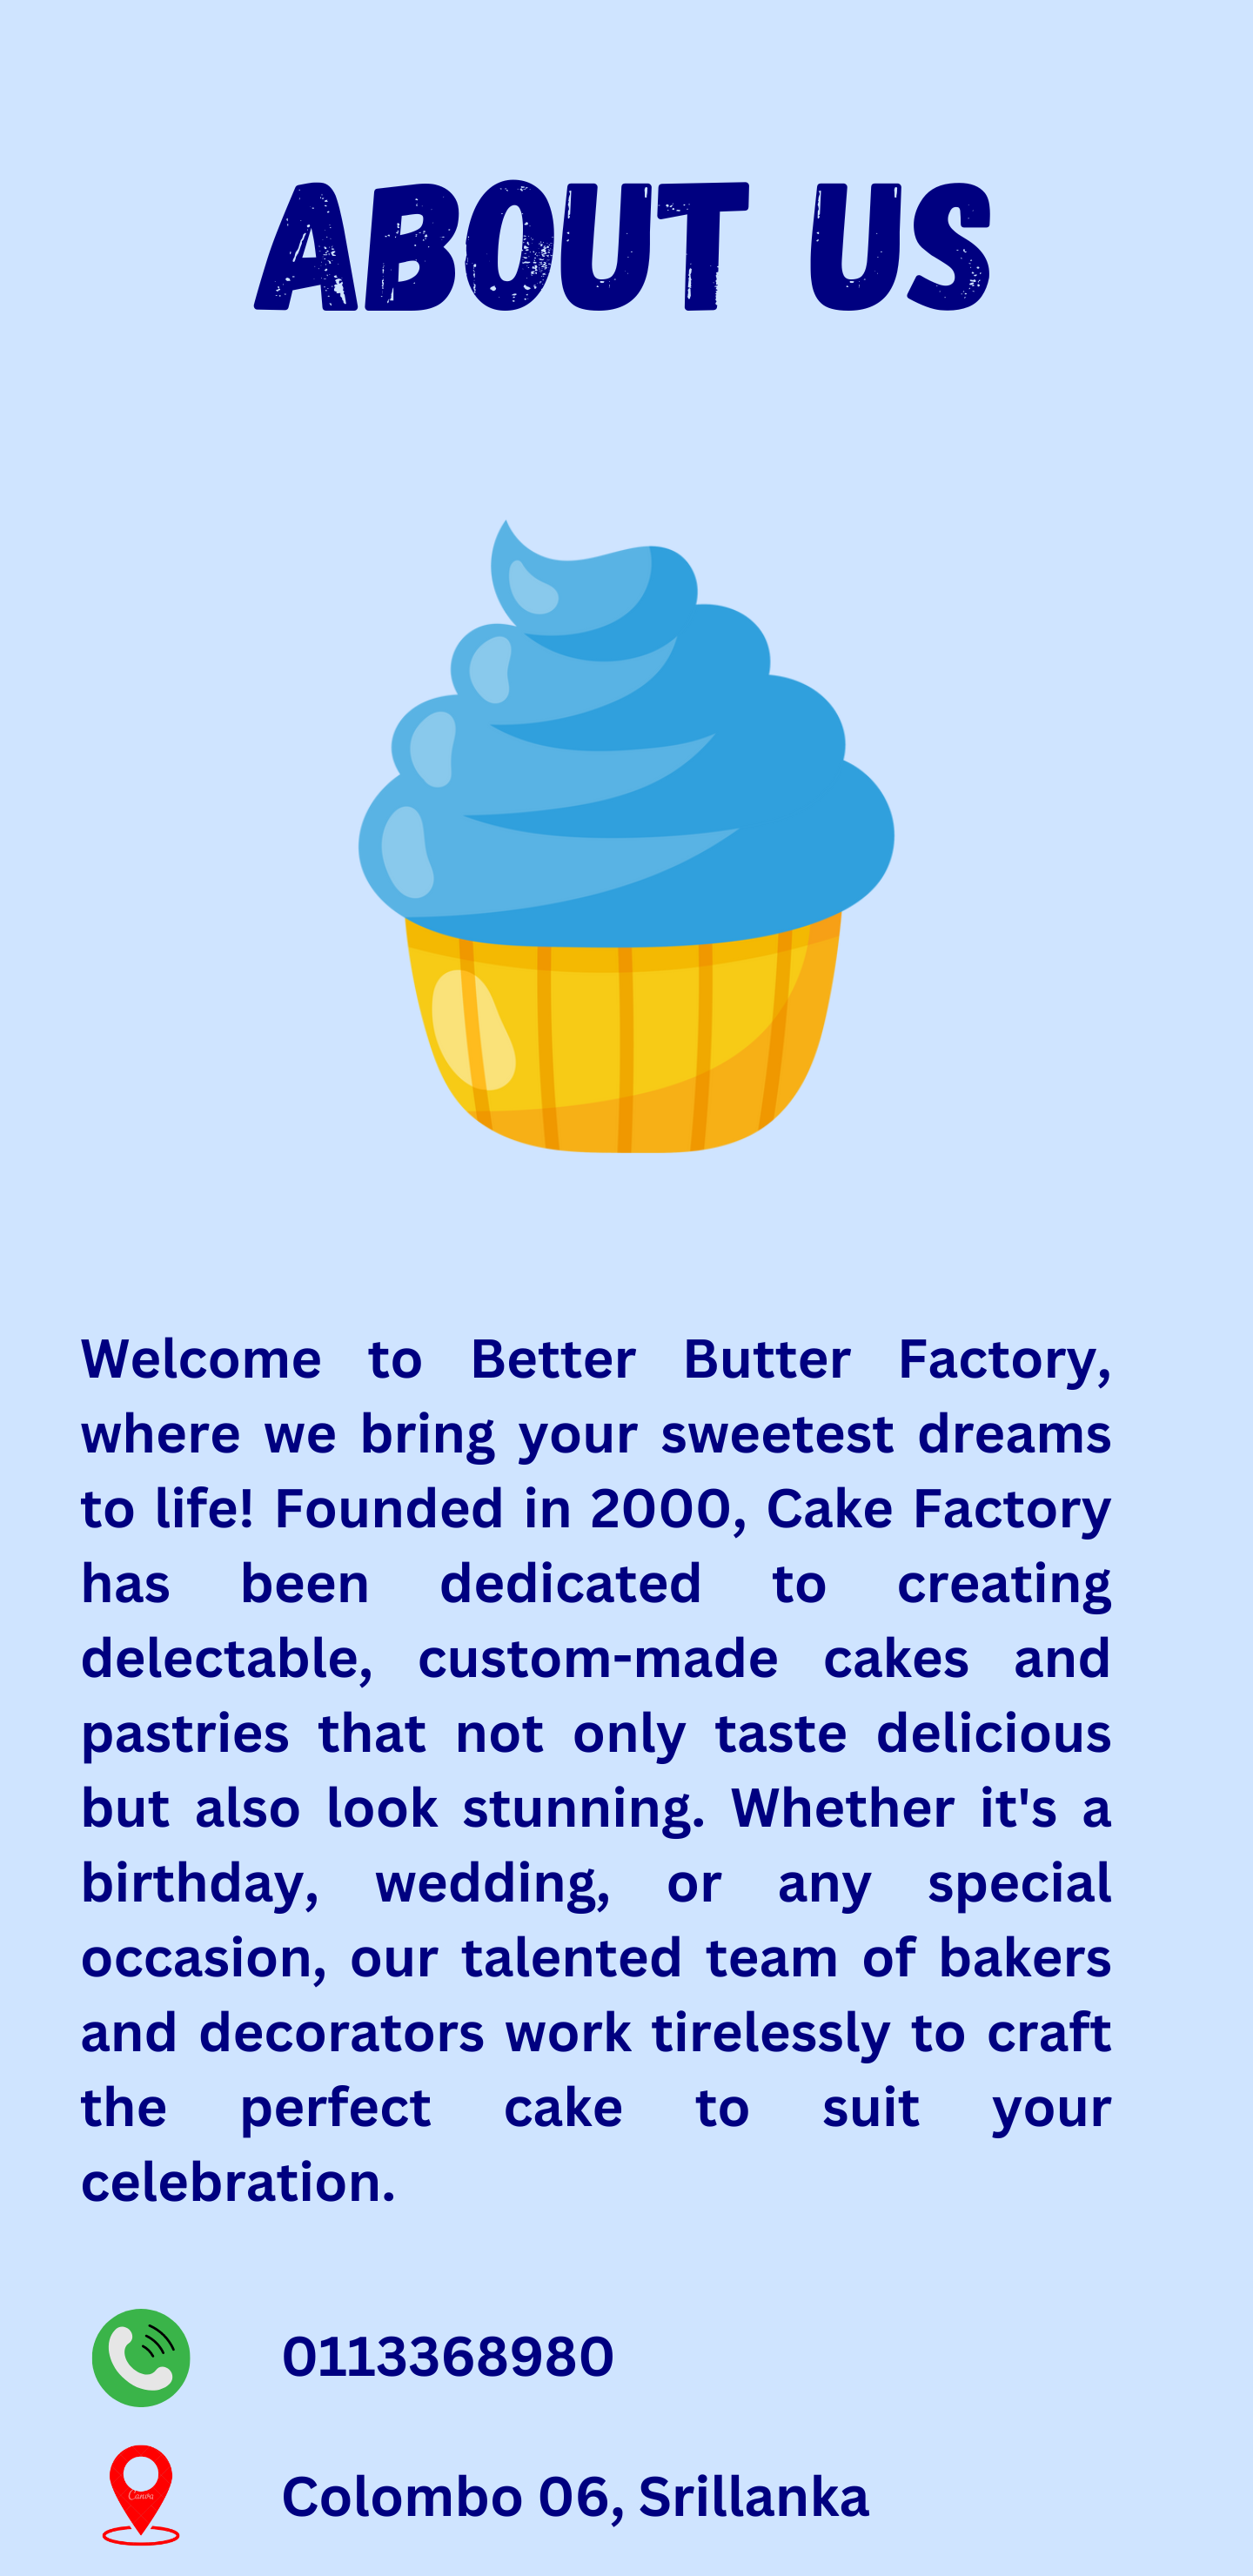 ABOUT US
Welcome to Better Butter Factory,
where we bring your sweetest dreams
to life! Founded in 2000, Cake Factory
has been dedicated to creating
delectable, custom-made cakes and
pastries that not only taste delicious
but also look stunning. Whether it's a
birthday, wedding, or any special
occasion, our talented team of bakers
and decorators work tirelessly to craft
the perfect cake to suit your
celebration.
0113368980
Canva
Colombo 06, Srillanka